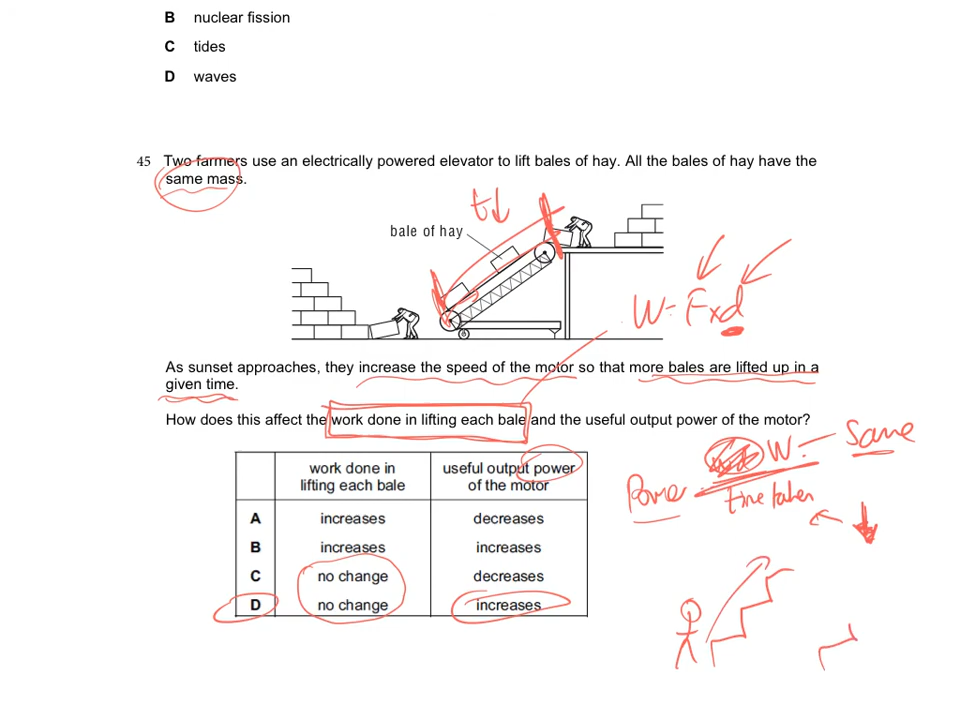 B nuclear fission
C tides
D waves
45 Two farmers use an electrically powered elevator to lift bales of hay. All the bales of hay have the
same mass.
t↓
bale of hay
W = F x d
As sunset approaches, they increase the speed of the motor so that more bales are lifted up in a
given time.
How does this affect the work done in lifting each bale and the useful output power of the motor?
work done in lifting each bale
useful output power of the motor
A increases decreases
B increases increases
C no change decreases
D no change increases
Power = W
time taken
Same